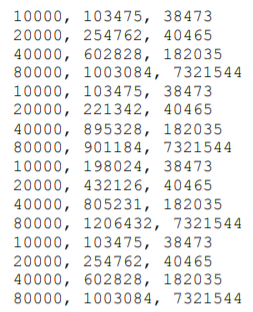 10000, 103475, 38473
20000, 254762, 40465
40000, 602828, 182035
80000, 1003084, 7321544
10000, 103475, 38473
20000, 221342, 40465
40000, 895328, 182035
80000, 901184, 7321544
10000, 198024, 38473
20000, 432126, 40465
40000, 805231, 182035
80000, 1206432, 7321544
10000, 103475, 38473
20000, 254762, 40465
40000, 602828, 182035
80000, 1003084, 7321544